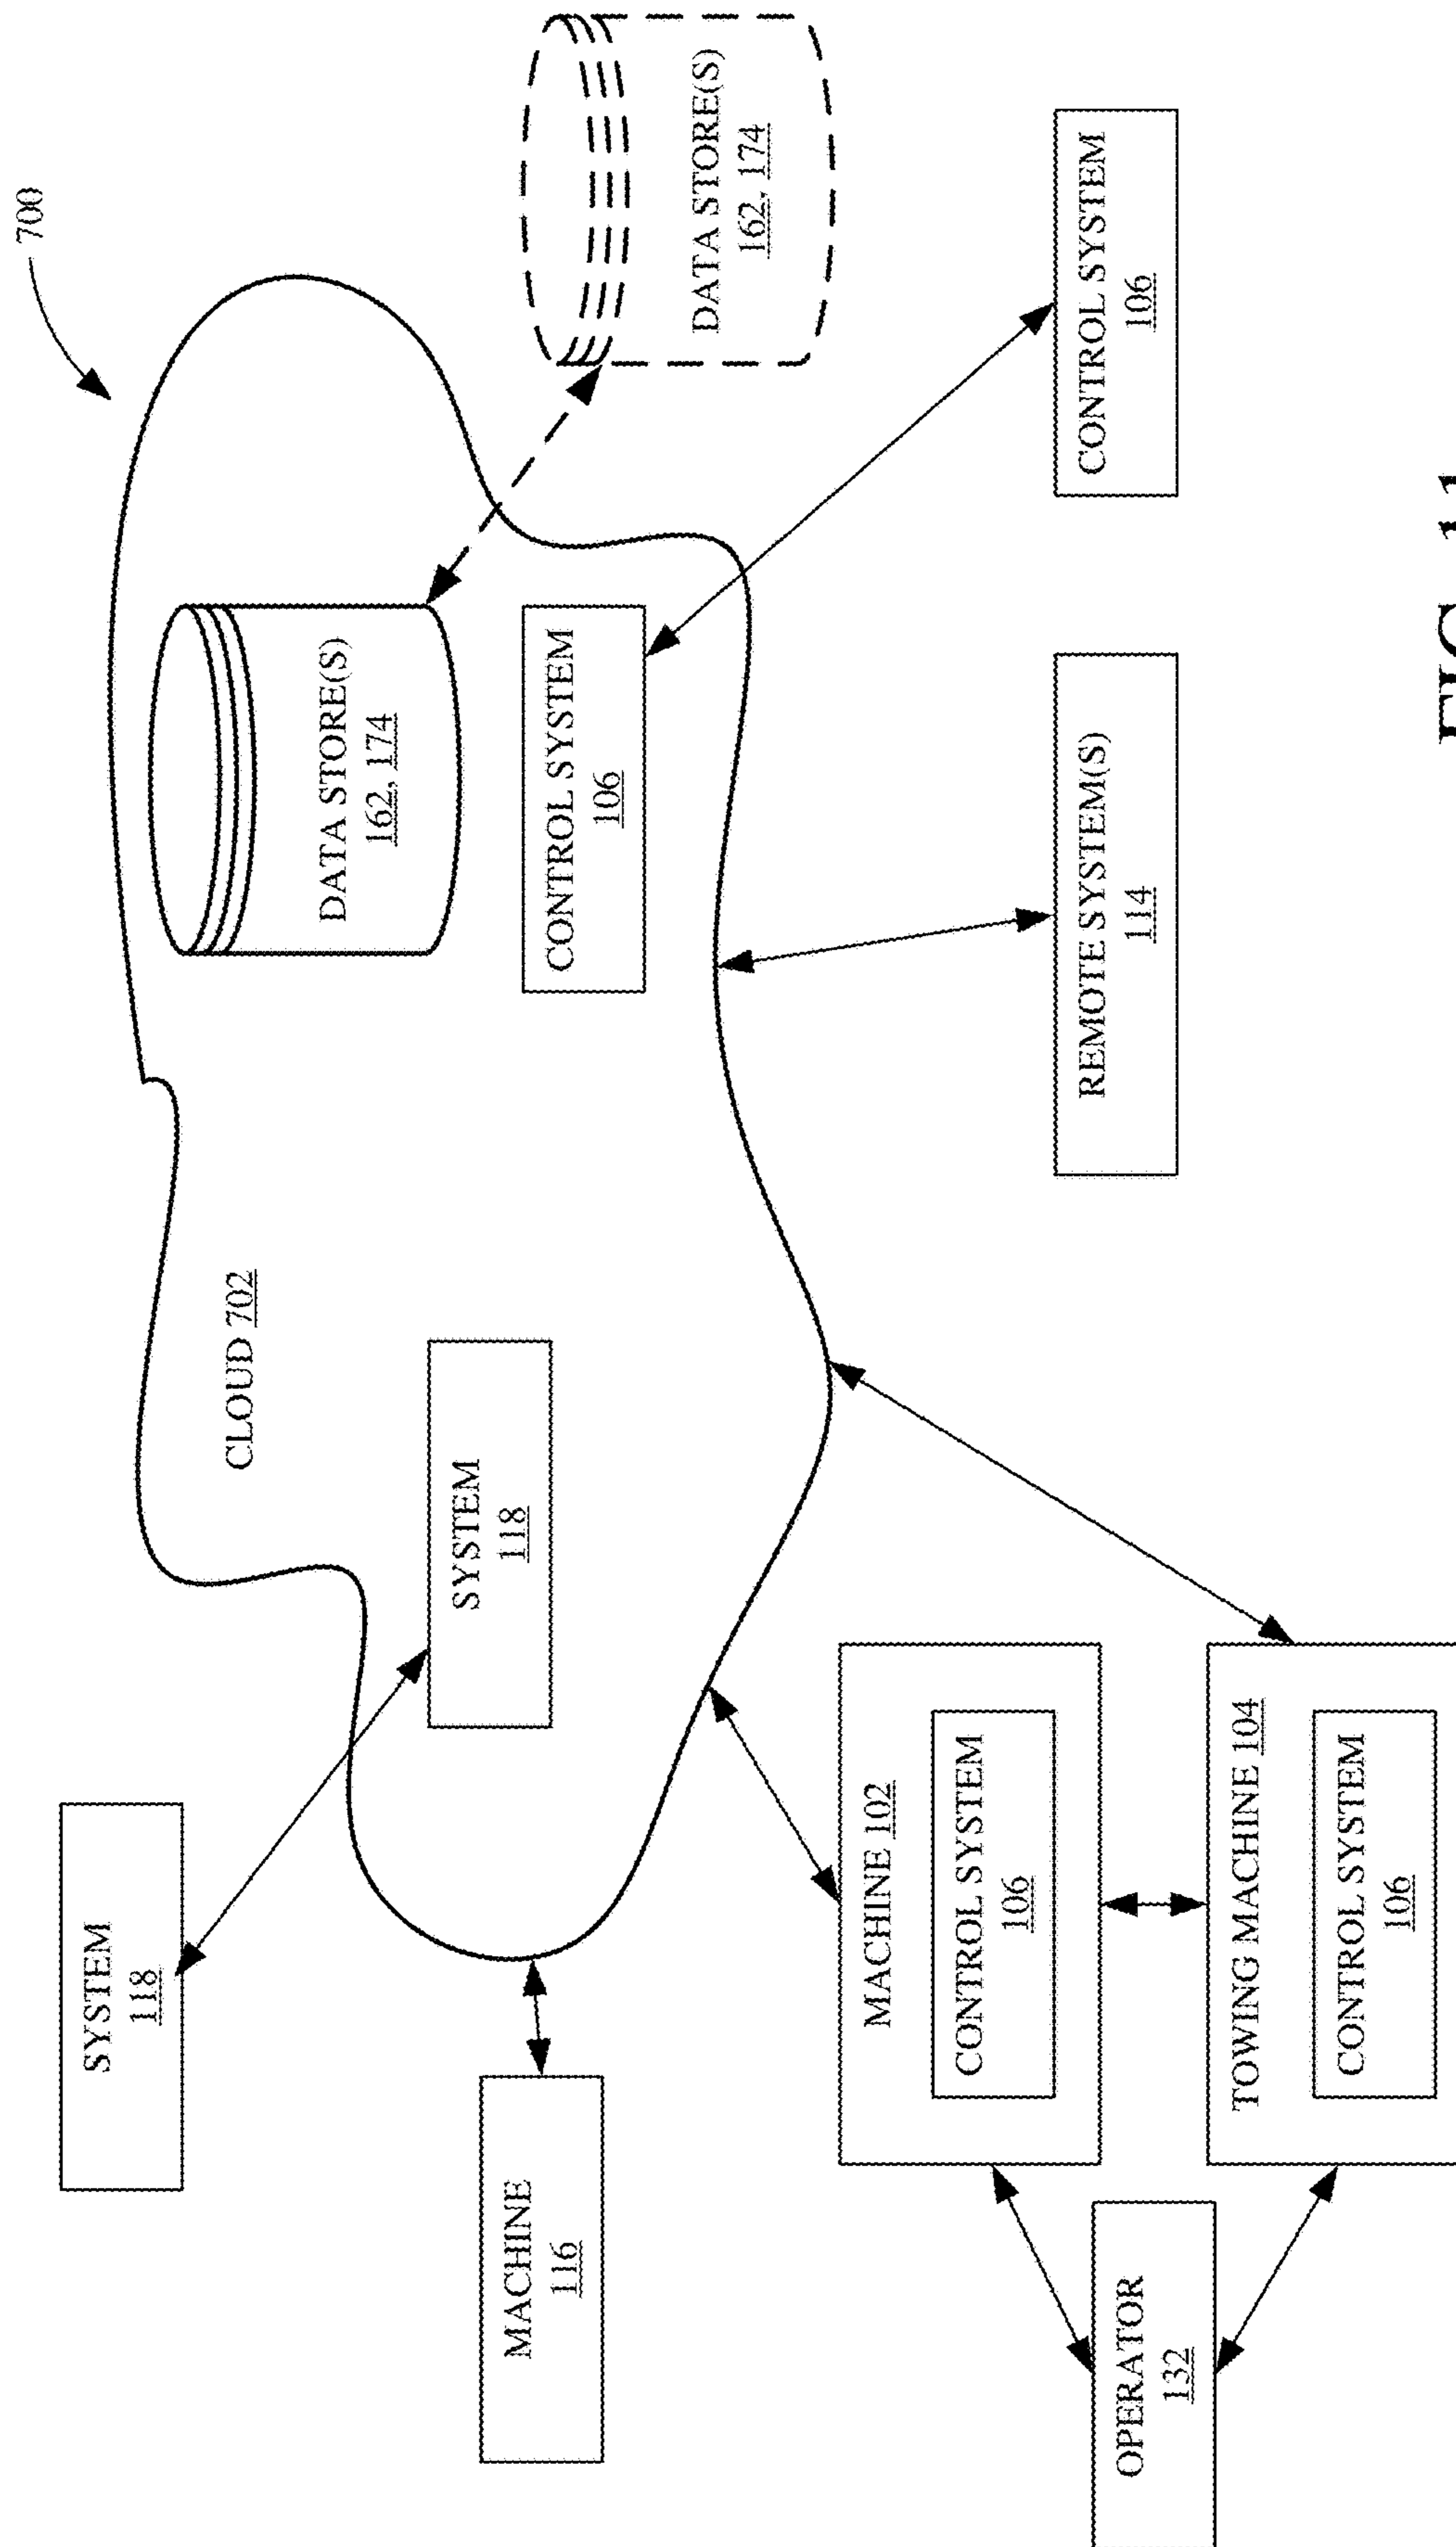 700
SYSTEM
118
CLOUD 702
DATA STORE(S)
162, 174
SYSTEM
118
MACHINE
116
CONTROL SYSTEM
106
DATA STORE(S)
162, 174
MACHINE 102
CONTROL SYSTEM
106
REMOTE SYSTEM(S)
114
CONTROL SYSTEM
106
OPERATOR
132
TOWING MACHINE 104
CONTROL SYSTEM
106
FIG. 11